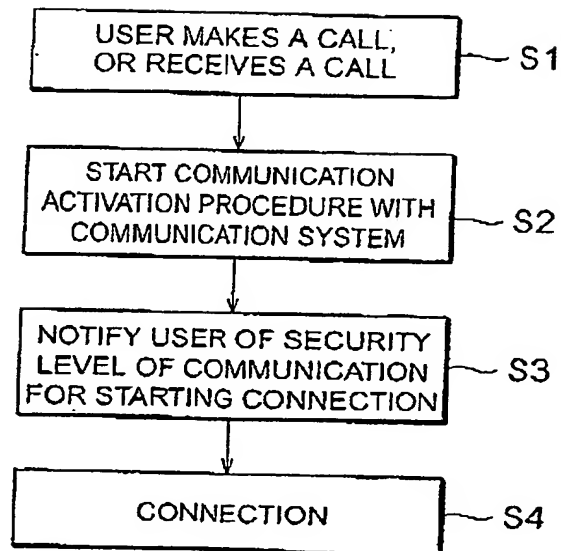 USER MAKES A CALL,
OR RECEIVES A CALL
S1
START COMMUNICATION
ACTIVATION PROCEDURE WITH
COMMUNICATION SYSTEM
S2
NOTIFY USER OF SECURITY
LEVEL OF COMMUNICATION
FOR STARTING CONNECTION
S3
CONNECTION
S4